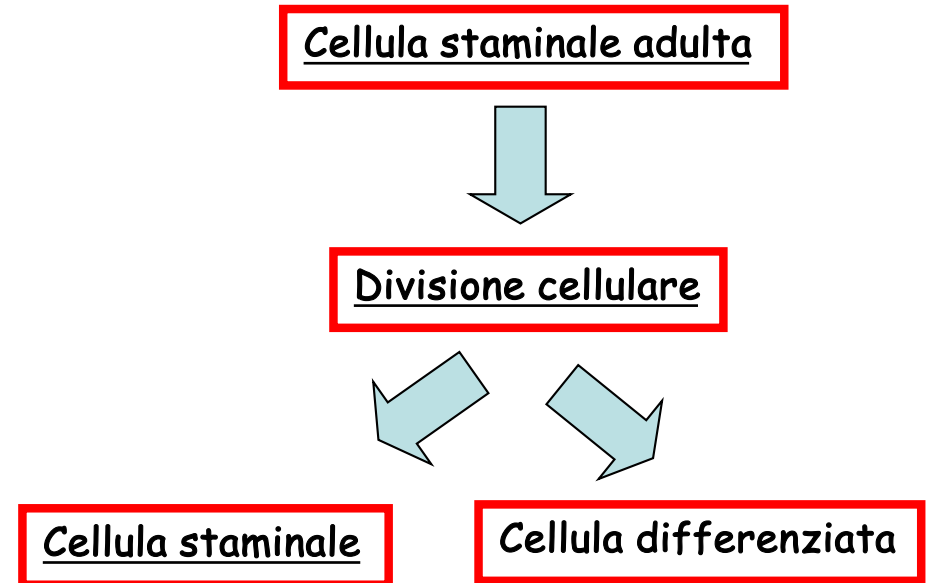 Cellula staminale adulta
Divisione cellulare
Cellula staminale
Cellula differenziata